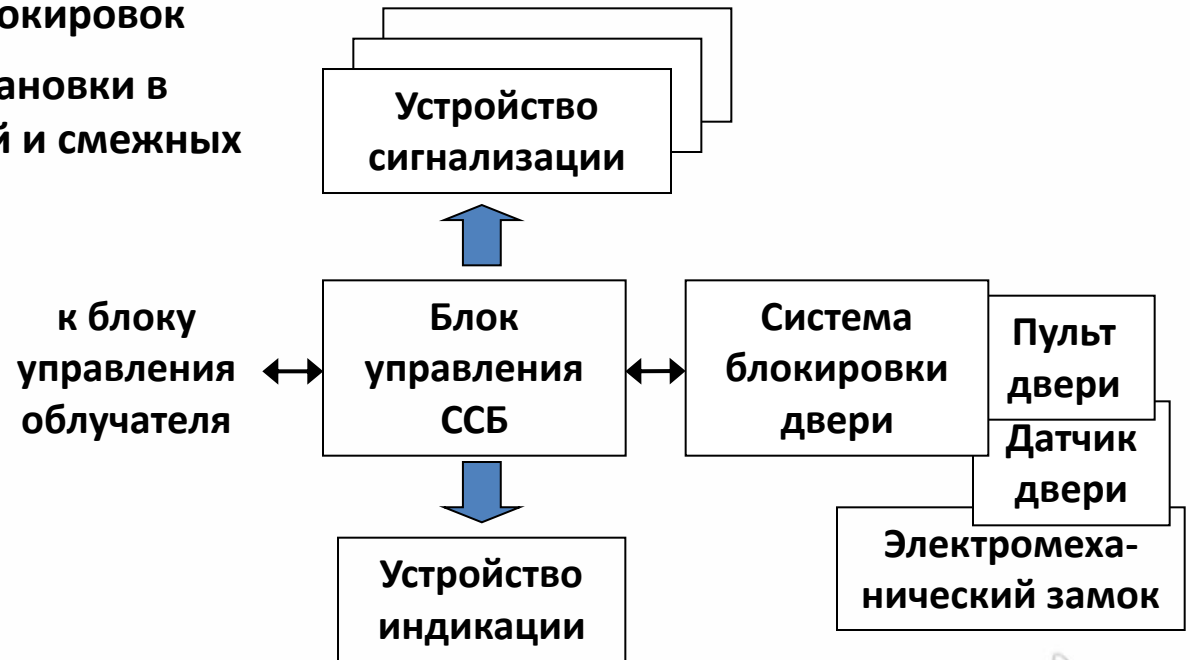 окировок
ановки в
й и смежных
Устройство
сигнализации
к блоку
управления
облучателя
Блок
управления
ССБ
Система
блокировки
двери
Пульт
двери
Датчик
двери
Электромеха-
нический замок
Устройство
индикации